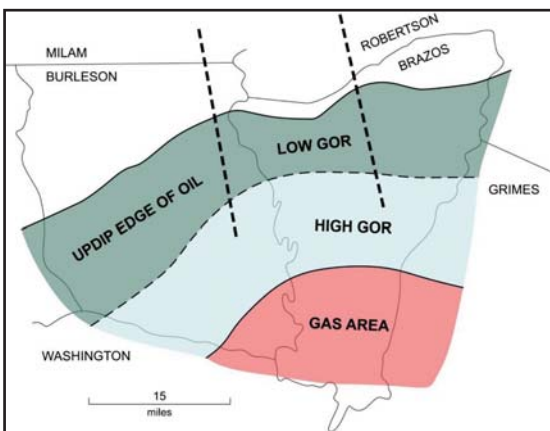 MILAM
BURLESON
ROBERTSON
BRAZOS
LOW GOR
UPDIP EDGE OF OIL
GRIMES
HIGH GOR
GAS AREA
WASHINGTON
15
miles